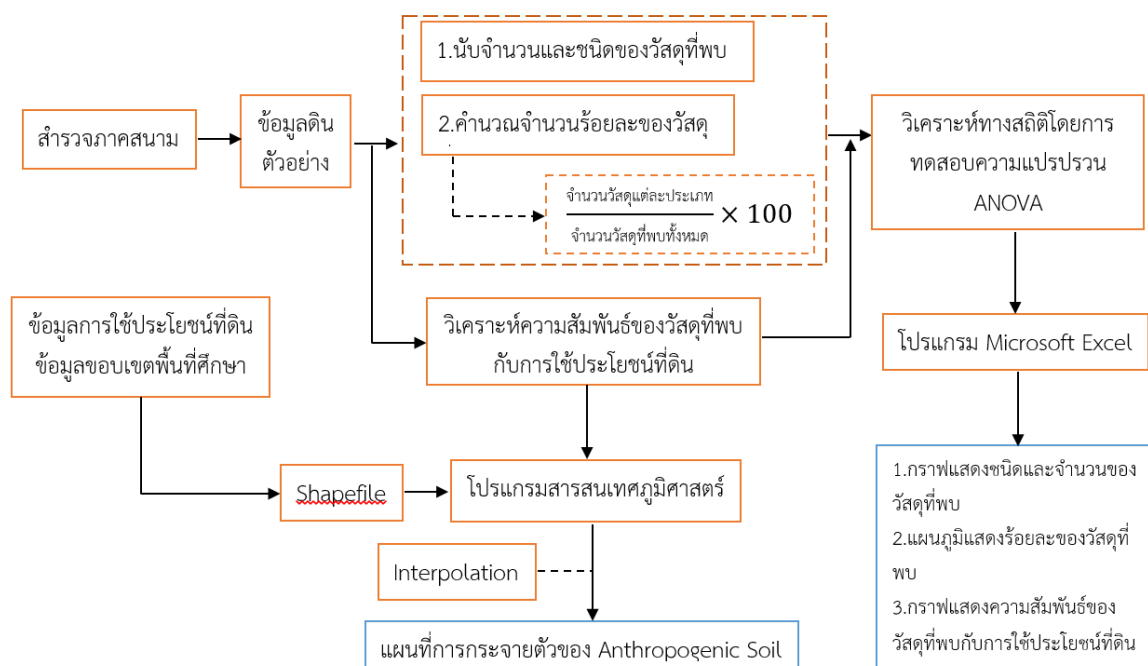 1.นับจำนวนและชนิดของวัสดุที่พบ
สำรวจภาคสนาม
ข้อมูลดิน
ตัวอย่าง
2.คำนวณจำนวนร้อยละของวัสดุ
จำนวนวัสดุแต่ละประเภท
จำนวนวัสดุที่พบทั้งหมด
× 100
วิเคราะห์ทางสถิติโดยการ
ทดสอบความแปรปรวน
ANOVA
ข้อมูลการใช้ประโยชน์ที่ดิน
ข้อมูลขอบเขตพื้นที่ศึกษา
วิเคราะห์ความสัมพันธ์ของวัสดุที่พบ
กับการใช้ประโยชน์ที่ดิน
โปรแกรม Microsoft Excel
Shapefile
โปรแกรมสารสนเทศภูมิศาสตร์
Interpolation
แผนที่การกระจายตัวของ Anthropogenic Soil
1.กราฟแสดงชนิดและจำนวนของ
วัสดุที่พบ
2.แผนภูมิแสดงร้อยละของวัสดุที่
พบ
3.กราฟแสดงความสัมพันธ์ของ
วัสดุที่พบกับการใช้ประโยชน์ที่ดิน